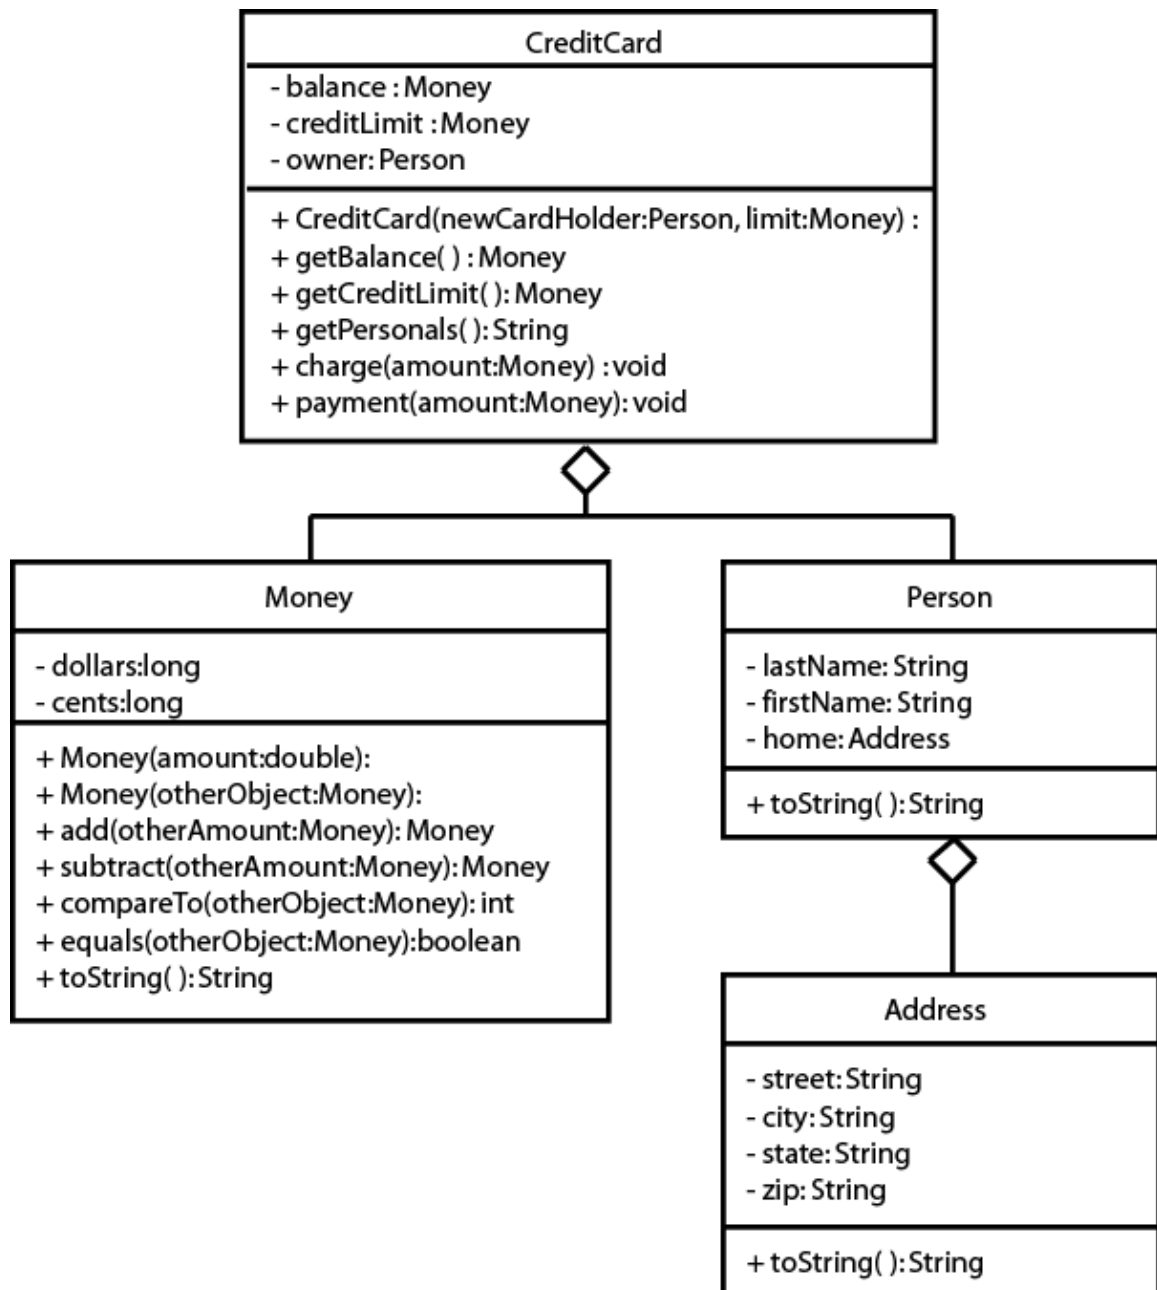 CreditCard
- balance : Money
- creditLimit : Money
- owner: Person
+ CreditCard(newCardHolder:Person, limit:Money) :
+ getBalance( ) : Money
+ getCreditLimit( ): Money
+ getPersonals( ): String
+ charge(amount:Money) : void
+ payment(amount:Money): void
Money
- dollars:long
- cents:long
+ Money(amount:double):
+ Money(otherObject:Money):
+ add(otherAmount:Money): Money
+ subtract(otherAmount:Money): Money
+ compareTo(otherObject:Money): int
+ equals(otherObject:Money):boolean
+ toString( ): String
Person
- lastName: String
- firstName: String
- home: Address
+ toString( ): String
Address
- street: String
- city: String
- state: String
- zip: String
+ toString( ): String